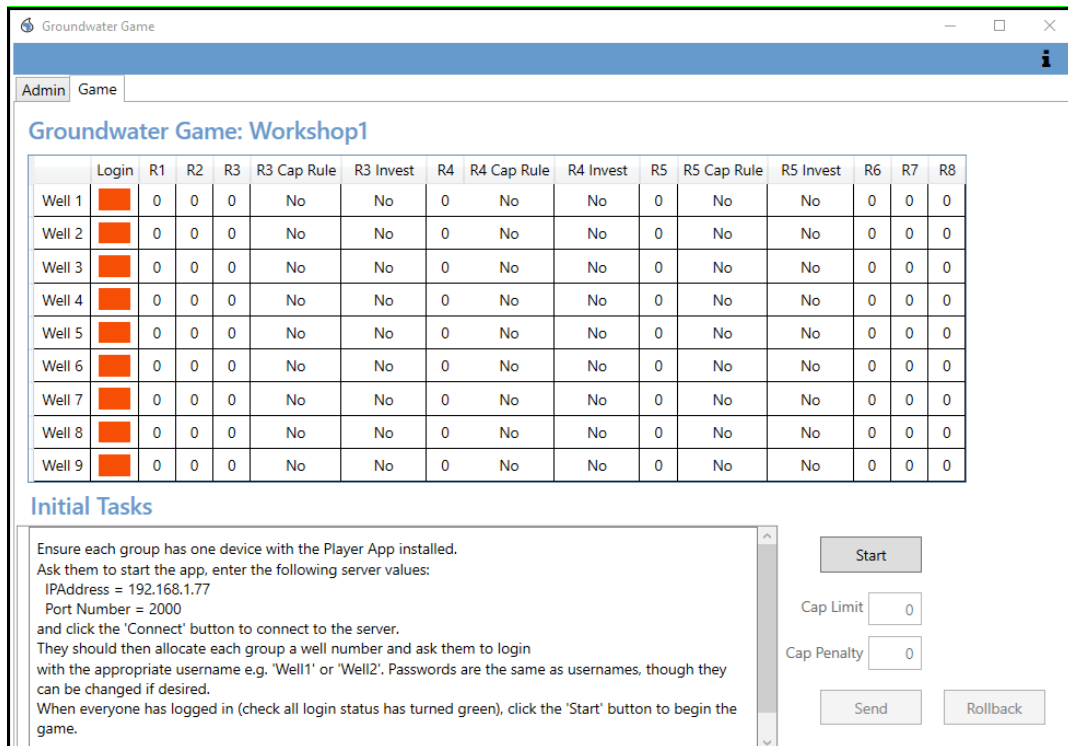 Groundwater Game
Admin Game
Groundwater Game: Workshop1
Login R1 R2 R3 R3 Cap Rule R3 Invest R4 R4 Cap Rule R4 Invest R5 R5 Cap Rule R5 Invest R6 R7 R8
Well 1 0 0 0 No No 0 No No 0 No No 0 0 0
Well 2 0 0 0 No No 0 No No 0 No No 0 0 0
Well 3 0 0 0 No No 0 No No 0 No No 0 0 0
Well 4 0 0 0 No No 0 No No 0 No No 0 0 0
Well 5 0 0 0 No No 0 No No 0 No No 0 0 0
Well 6 0 0 0 No No 0 No No 0 No No 0 0 0
Well 7 0 0 0 No No 0 No No 0 No No 0 0 0
Well 8 0 0 0 No No 0 No No 0 No No 0 0 0
Well 9 0 0 0 No No 0 No No 0 No No 0 0 0
Initial Tasks
Ensure each group has one device with the Player App installed.
Ask them to start the app, enter the following server values:
IPAddress = 192.168.1.77
Port Number = 2000
and click the 'Connect' button to connect to the server.
They should then allocate each group a well number and ask them to login
with the appropriate username e.g. 'Well1' or 'Well2'. Passwords are the same as usernames, though they
can be changed if desired.
When everyone has logged in (check all login status has turned green), click the 'Start' button to begin the
game.
Start
Cap Limit 0
Cap Penalty 0
Send Rollback